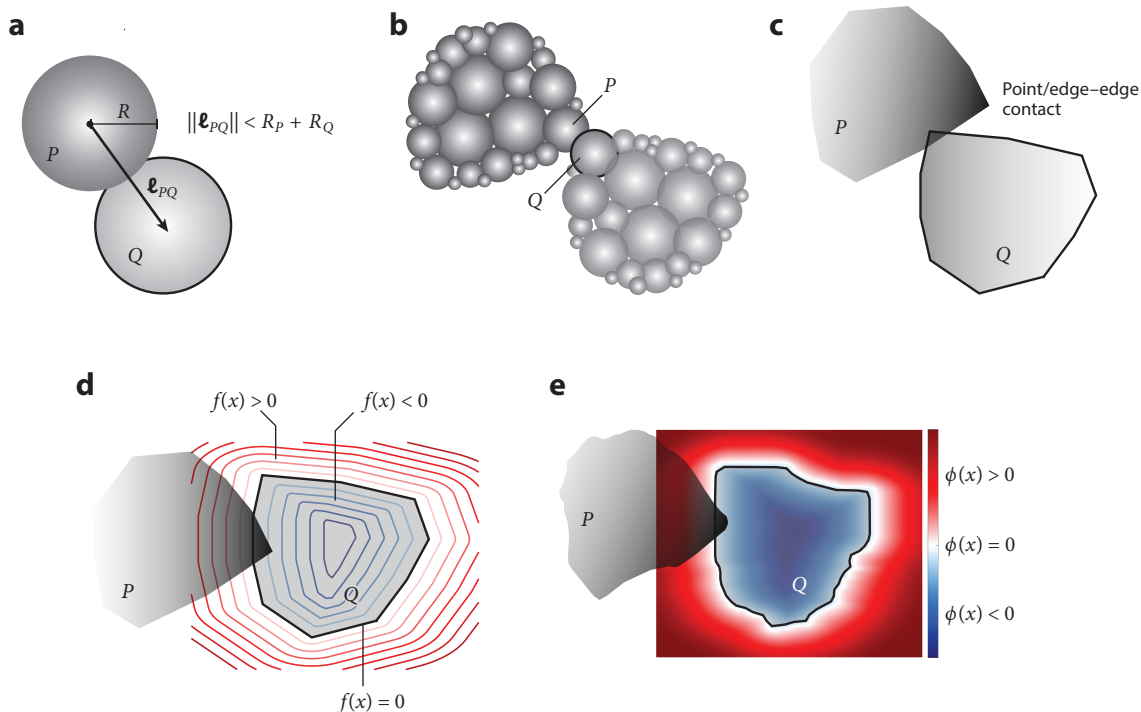 a
R
||ℓPQ|| < RP + RQ
P
ℓPQ
Q
b
P
Q
c
Point/edge–edge
contact
P
Q
d
f(x) > 0
f(x) < 0
P
Q
f(x) = 0
e
P
Q
ϕ(x) > 0
ϕ(x) = 0
ϕ(x) < 0